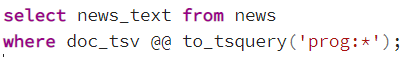 select news_text from news
where doc_tsv @@ to_tsquery('prog:*');